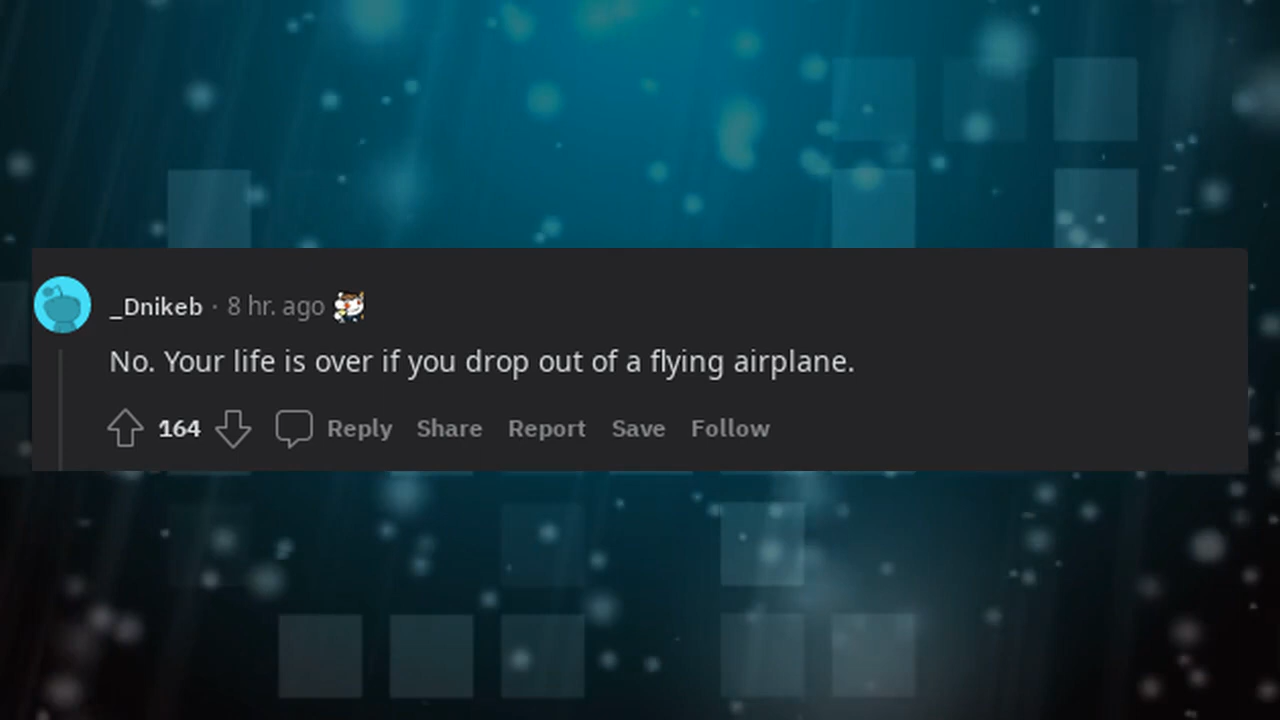 _Dnikeb · 8 hr. ago
No. Your life is over if you drop out of a flying airplane.
164 Reply Share Report Save Follow